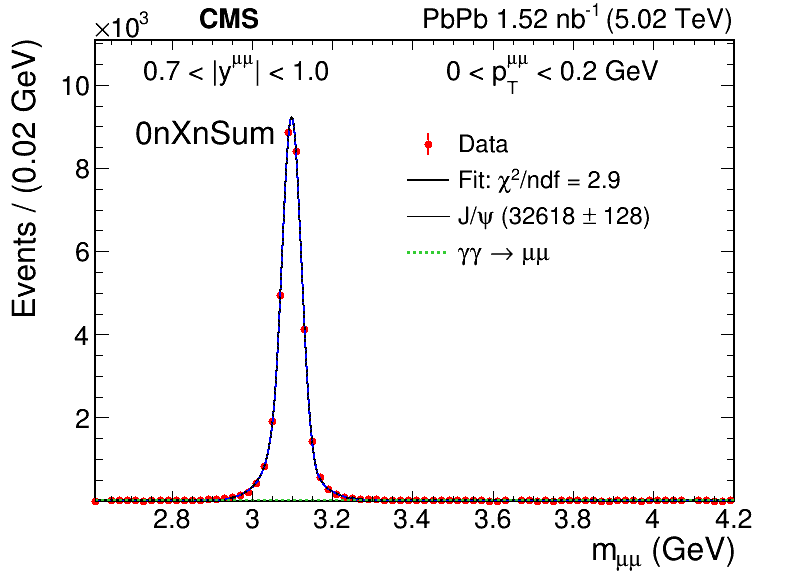 ×10³
CMS
PbPb 1.52 nb⁻¹ (5.02 TeV)
0.7 < |y^μμ| < 1.0
0 < p_T^μμ < 0.2 GeV
0nXnSum
Data
Fit: χ²/ndf = 2.9
J/ψ (32618 ± 128)
γγ → μμ
Events / (0.02 GeV)
10
8
6
4
2
2.8 3 3.2 3.4 3.6 3.8 4 4.2
m_μμ (GeV)